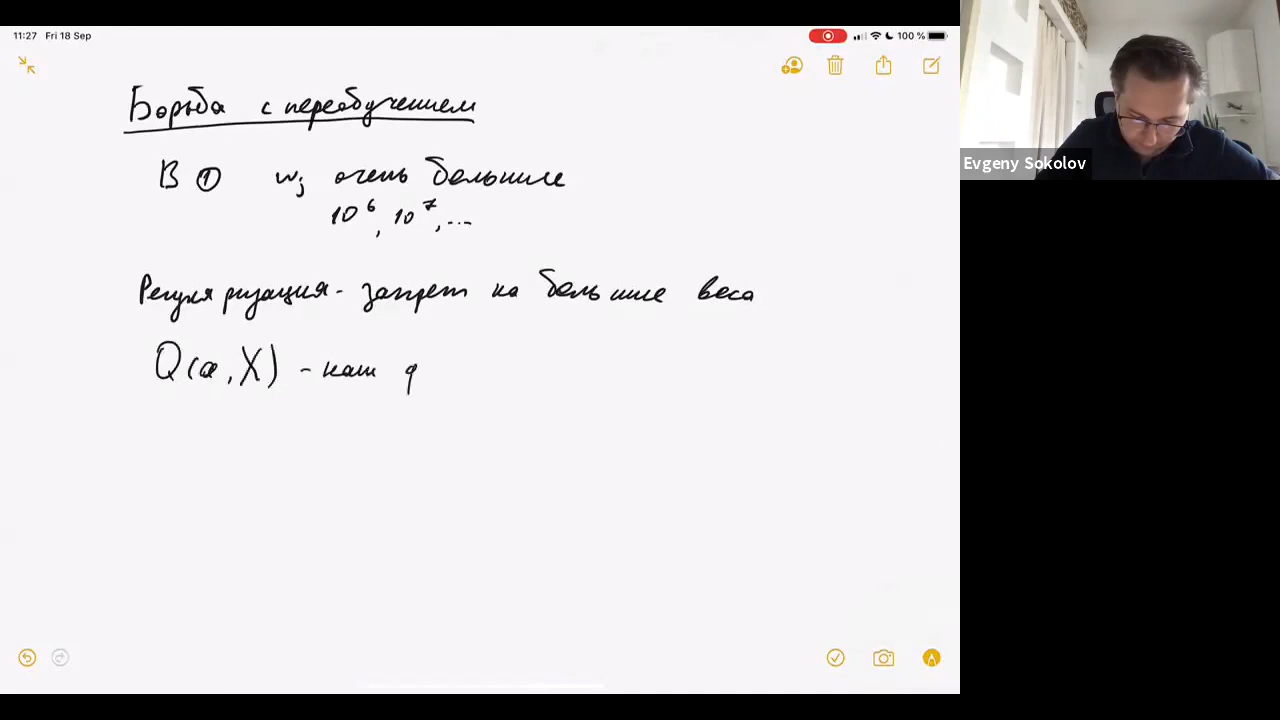 11:27 Fri 18 Sep 100 %
Борьба с переобучением
В ① wj очень большие
10^6, 10^7, ...
Регуляризация - запрет на большие веса
Q(a, X) - наш ф
Evgeny Sokolov